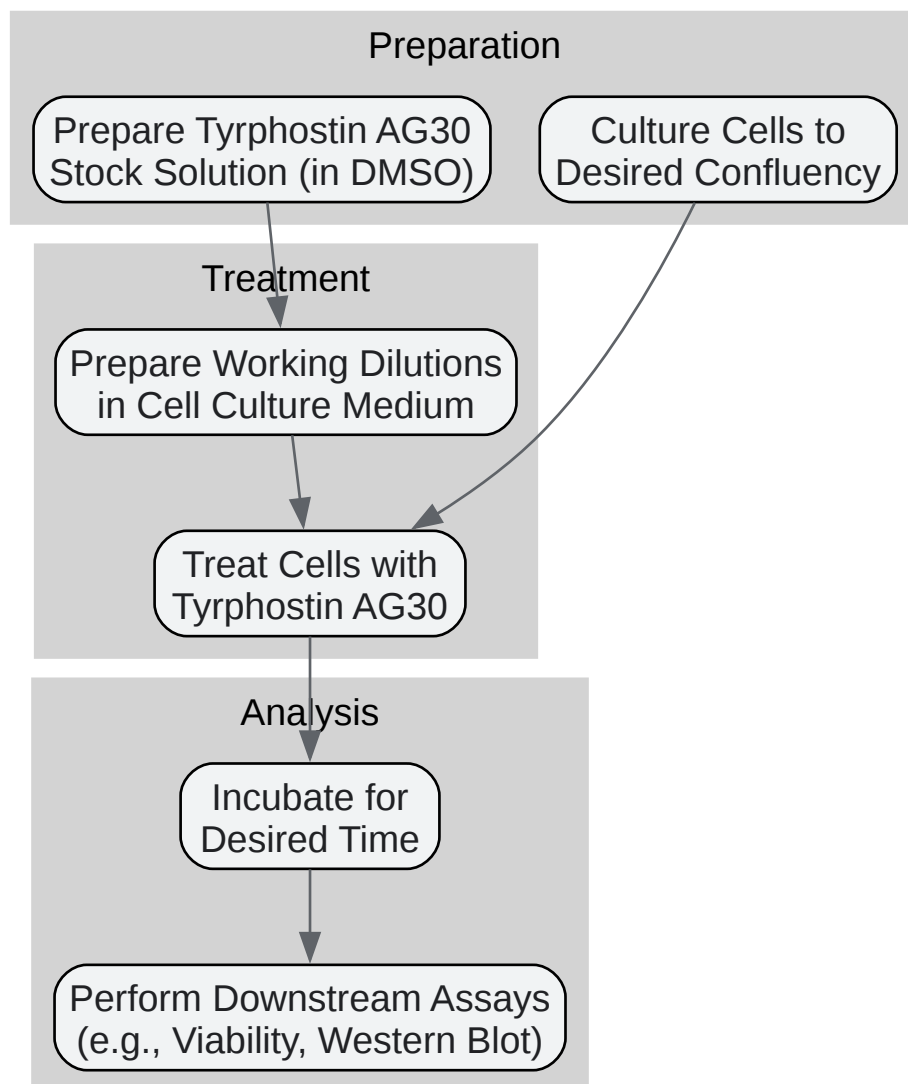 Preparation
Prepare Tyrphostin AG30
Stock Solution (in DMSO)
Culture Cells to
Desired Confluency
Treatment
Prepare Working Dilutions
in Cell Culture Medium
Treat Cells with
Tyrphostin AG30
Analysis
Incubate for
Desired Time
Perform Downstream Assays
(e.g., Viability, Western Blot)